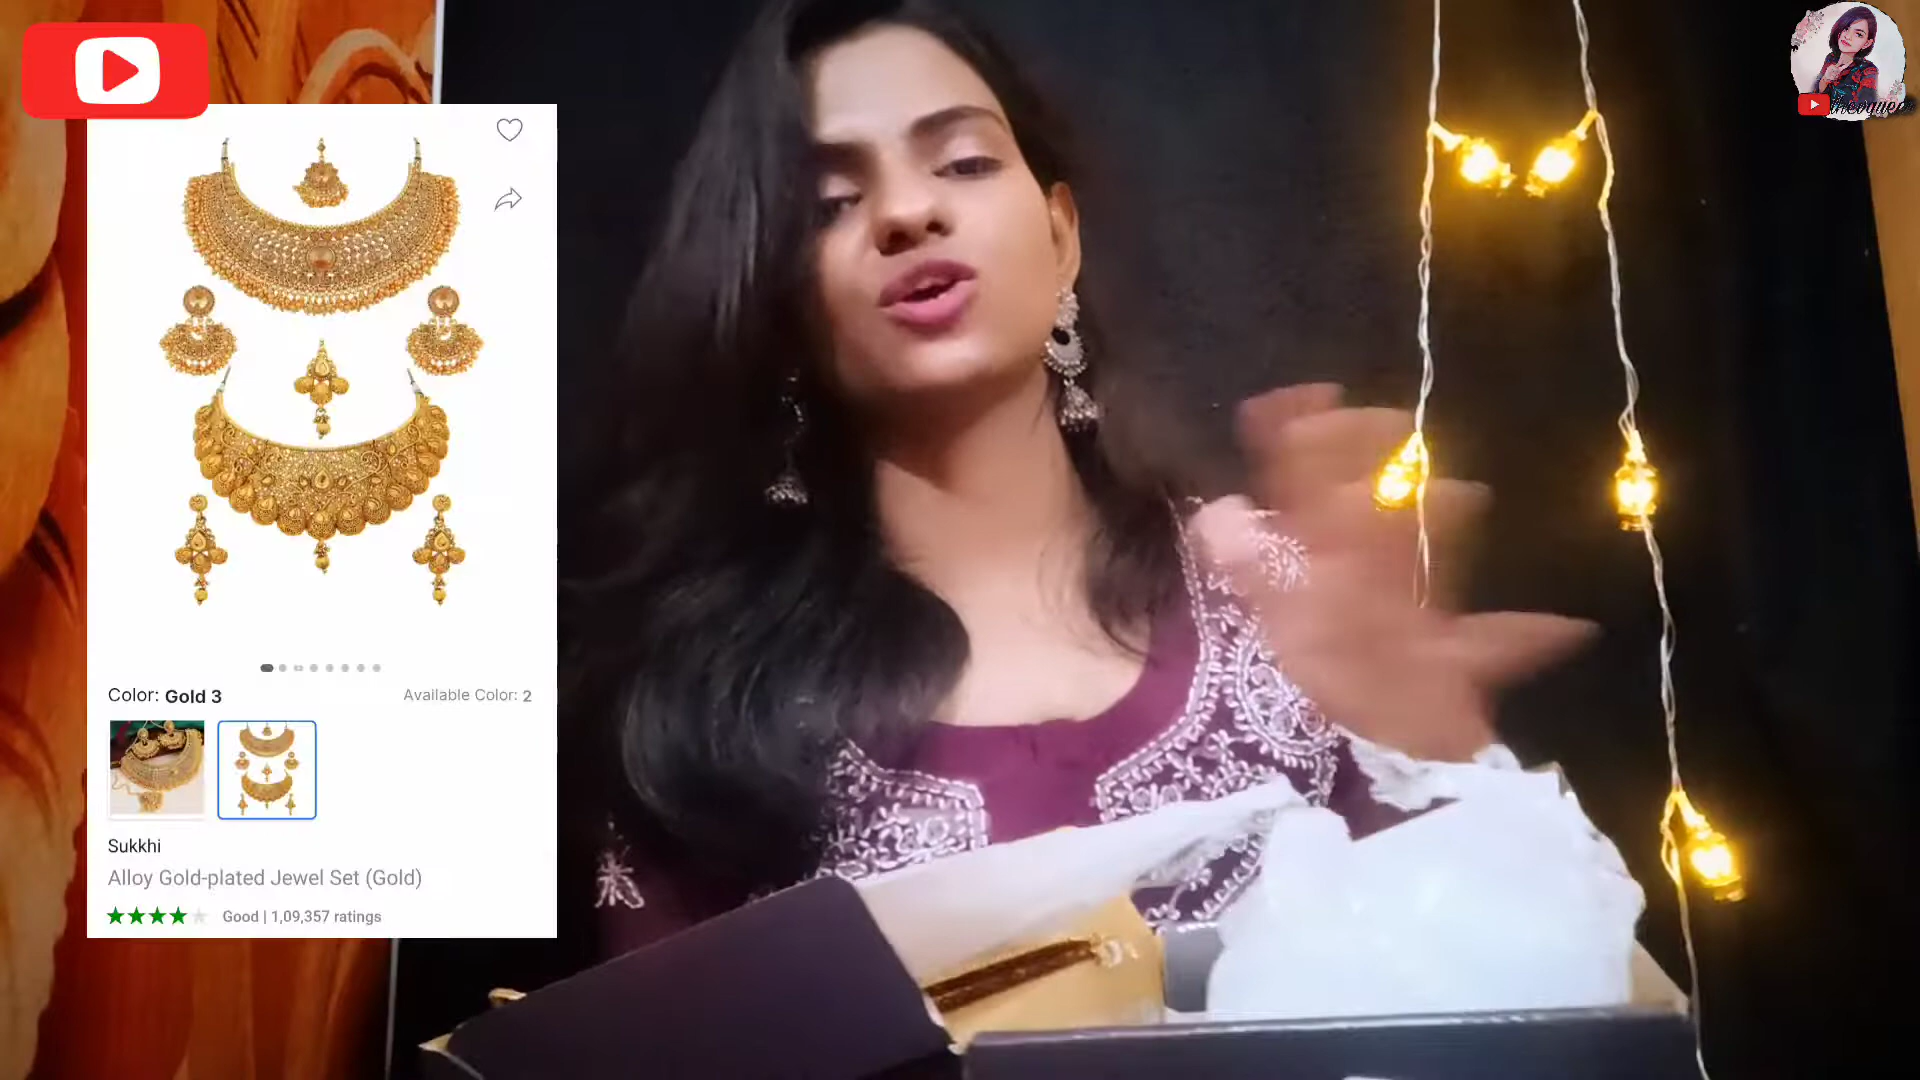 Color: Gold 3
Available Color: 2
Sukkhi
Alloy Gold-plated Jewel Set (Gold)
Good | 1,09,357 ratings